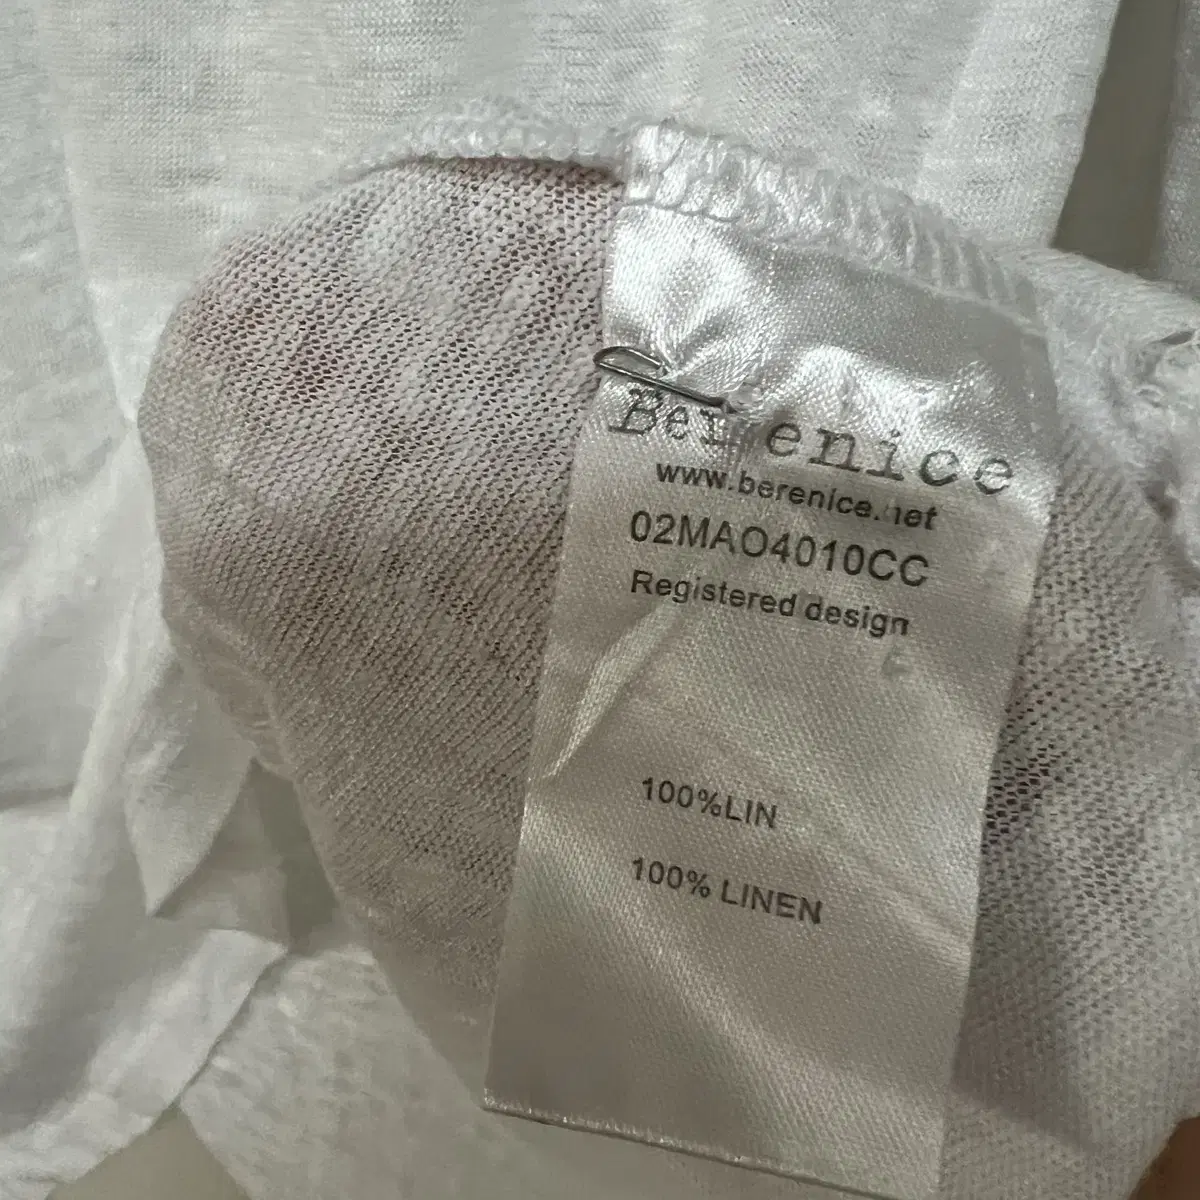 Berenice
www.berenice.net
02MAO4010CC
Registered design
100%LIN
100% LINEN